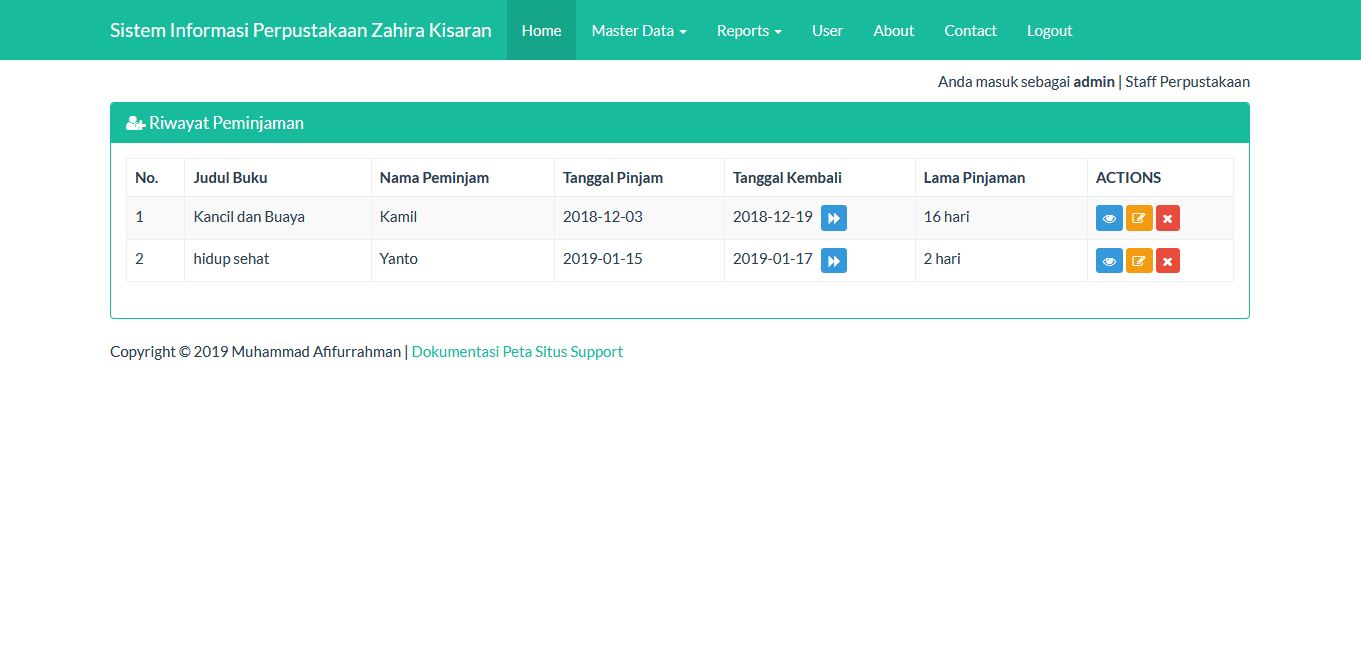 Sistem Informasi Perpustakaan Zahira Kisaran Home Master Data Reports User About Contact Logout
Anda masuk sebagai admin | Staff Perpustakaan
Riwayat Peminjaman
No. Judul Buku Nama Peminjam Tanggal Pinjam Tanggal Kembali Lama Pinjaman ACTIONS
1 Kancil dan Buaya Kamil 2018-12-03 2018-12-19 16 hari
2 hidup sehat Yanto 2019-01-15 2019-01-17 2 hari
Copyright © 2019 Muhammad Afifurrahman | Dokumentasi Peta Situs Support